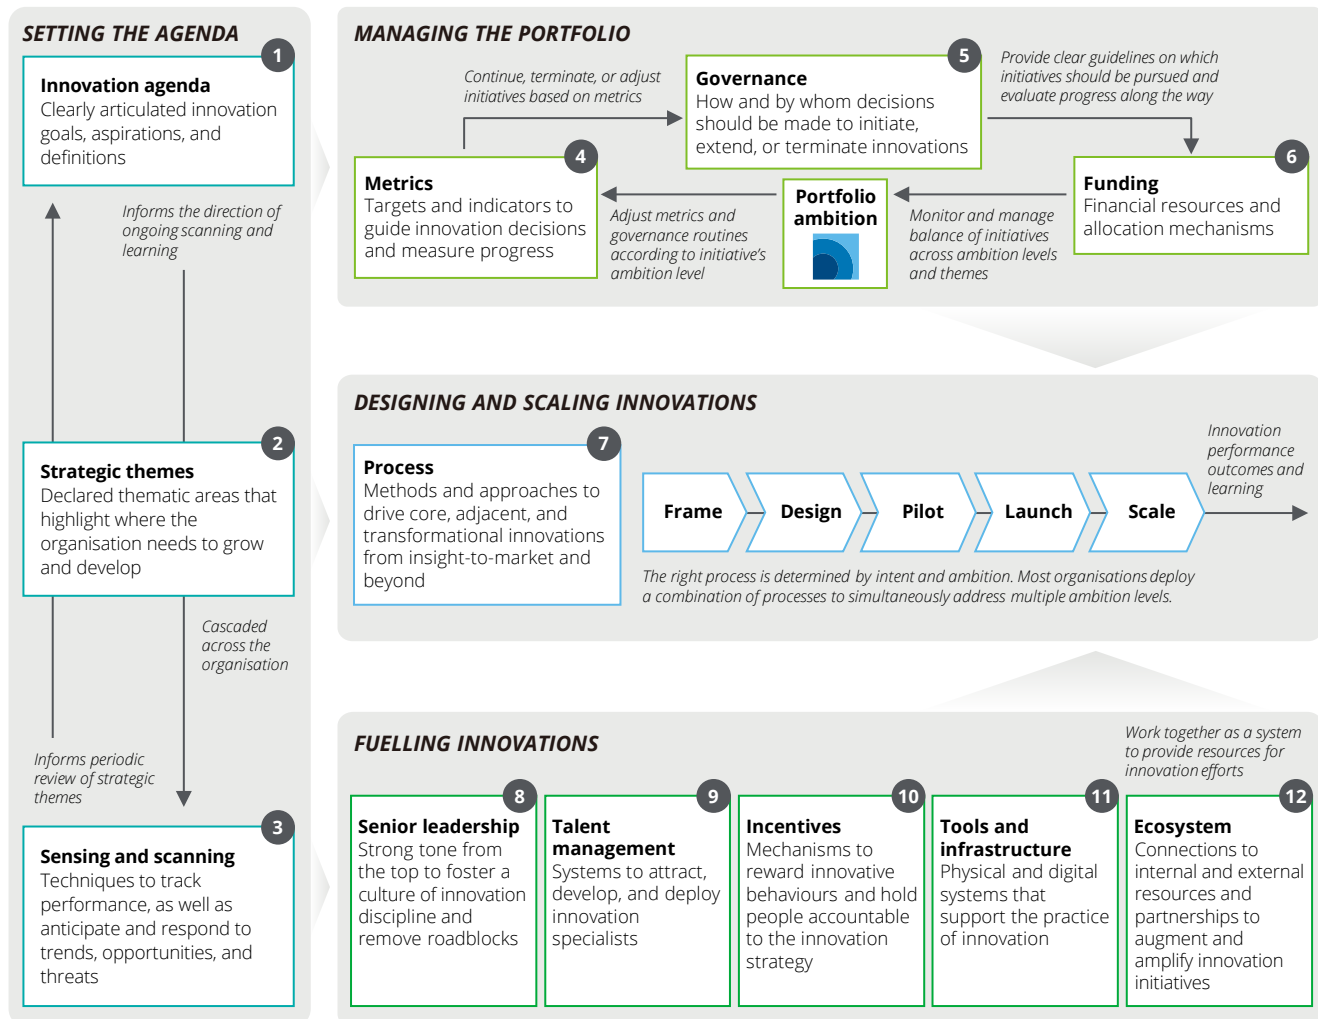 SETTING THE AGENDA
1
Innovation agenda
Clearly articulated innovation
goals, aspirations, and
definitions
Informs the direction of
ongoing scanning and
learning
2
Strategic themes
Declared thematic areas that
highlight where the
organisation needs to grow
and develop
Cascaded
across the
organisation
Informs periodic
review of strategic
themes
3
Sensing and scanning
Techniques to track
performance, as well as
anticipate and respond to
trends, opportunities, and
threats
MANAGING THE PORTFOLIO
Continue, terminate, or adjust
initiatives based on metrics
5
Governance
How and by whom decisions
should be made to initiate,
extend, or terminate innovations
Provide clear guidelines on which
initiatives should be pursued and
evaluate progress along the way
4
Metrics
Targets and indicators to
guide innovation decisions
and measure progress
Adjust metrics and
governance routines
according to initiative’s
ambition level
Portfolio
ambition
Monitor and manage
balance of initiatives
across ambition levels
and themes
6
Funding
Financial resources and
allocation mechanisms
DESIGNING AND SCALING INNOVATIONS
7
Process
Methods and approaches to
drive core, adjacent, and
transformational innovations
from insight-to-market and
beyond
Frame
Design
Pilot
Launch
Scale
Innovation
performance
outcomes and
learning
The right process is determined by intent and ambition. Most organisations deploy
a combination of processes to simultaneously address multiple ambition levels.
FUELLING INNOVATIONS
Work together as a system
to provide resources for
innovation efforts
8
Senior leadership
Strong tone from
the top to foster a
culture of innovation
discipline and
remove roadblocks
9
Talent
management
Systems to attract,
develop, and deploy
innovation
specialists
10
Incentives
Mechanisms to
reward innovative
behaviours and hold
people accountable
to the innovation
strategy
11
Tools and
infrastructure
Physical and digital
systems that
support the practice
of innovation
12
Ecosystem
Connections to
internal and external
resources and
partnerships to
augment and
amplify innovation
initiatives